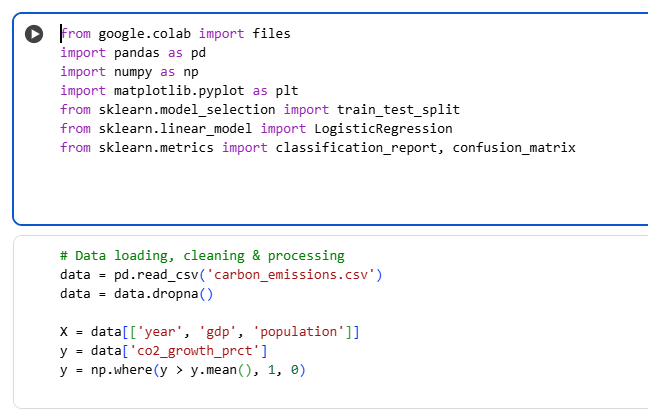 from google.colab import files
import pandas as pd
import numpy as np
import matplotlib.pyplot as plt
from sklearn.model_selection import train_test_split
from sklearn.linear_model import LogisticRegression
from sklearn.metrics import classification_report, confusion_matrix
# Data loading, cleaning & processing
data = pd.read_csv('carbon_emissions.csv')
data = data.dropna()
X = data[['year', 'gdp', 'population']]
y = data['co2_growth_prct']
y = np.where(y > y.mean(), 1, 0)